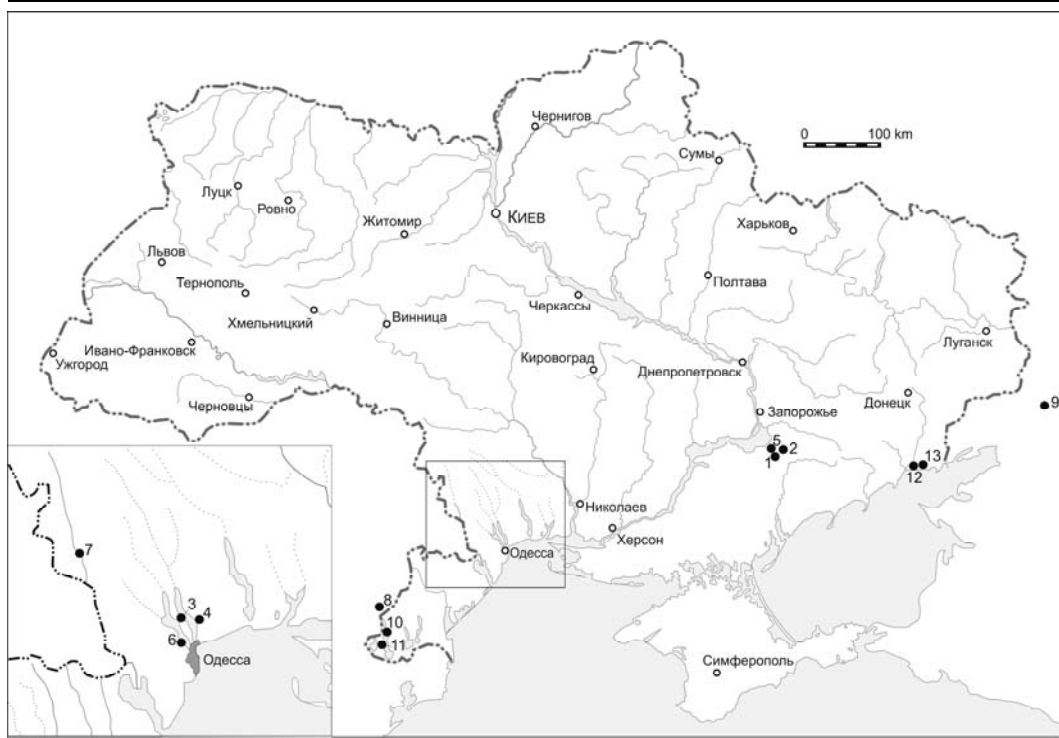 Чернигов
0 100 km
Сумы
Луцк
Ровно
КИЕВ
Житомир
Харьков
Львов
Тернополь
Полтава
Хмельницкий
Черкассы
Винница
Луганск
Ивано-Франковск
Кировоград
Ужгород
Днепропетровск
Донецк
Черновцы
Запорожье
9
5
2
1
13
12
Николаев
Херсон
Одесса
7
3
4
6
Одесса
8
10
11
Симферополь